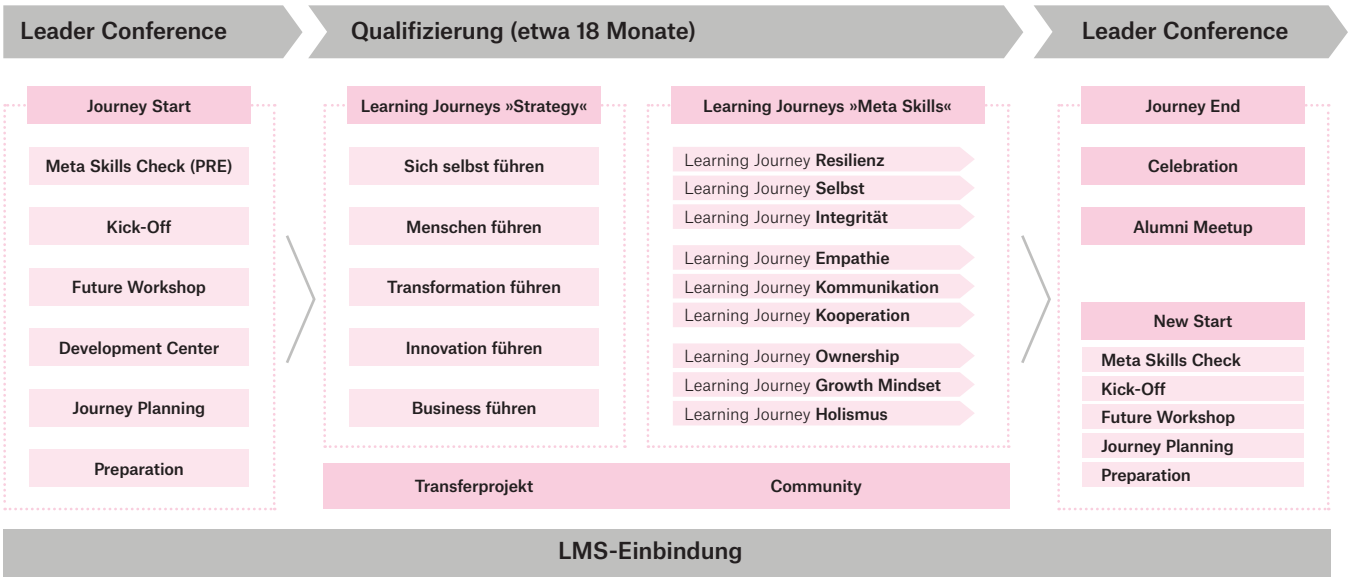 Leader Conference
Qualifizierung (etwa 18 Monate)
Leader Conference
Journey Start
Meta Skills Check (PRE)
Kick-Off
Future Workshop
Development Center
Journey Planning
Preparation
Learning Journeys »Strategy«
Sich selbst führen
Menschen führen
Transformation führen
Innovation führen
Business führen
Learning Journeys »Meta Skills«
Learning Journey Resilienz
Learning Journey Selbst
Learning Journey Integrität
Learning Journey Empathie
Learning Journey Kommunikation
Learning Journey Kooperation
Learning Journey Ownership
Learning Journey Growth Mindset
Learning Journey Holismus
Transferprojekt
Community
Journey End
Celebration
Alumni Meetup
New Start
Meta Skills Check
Kick-Off
Future Workshop
Journey Planning
Preparation
LMS-Einbindung